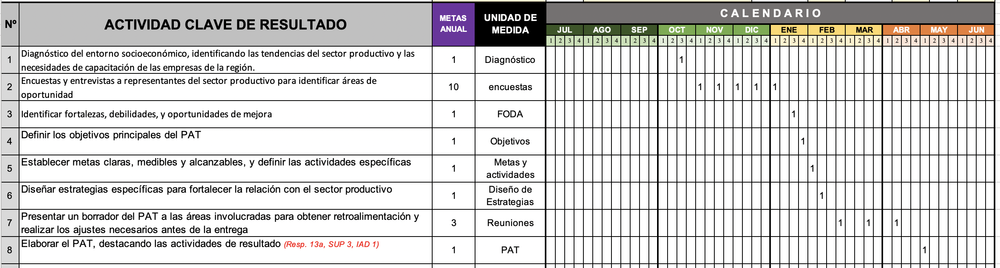 Nº
ACTIVIDAD CLAVE DE RESULTADO
METAS
ANUAL
UNIDAD DE
MEDIDA
CALENDARIO
JUL AGO SEP OCT NOV DIC ENE FEB MAR ABR MAY JUN
1 2 3 4 1 2 3 4 1 2 3 4 1 2 3 4 1 2 3 4 1 2 3 4 1 2 3 4 1 2 3 4 1 2 3 4 1 2 3 4 1 2 3 4 1 2 3 4
1
Diagnóstico del entorno socioeconómico, identificando las tendencias del sector productivo y las
necesidades de capacitación de las empresas de la región.
1
Diagnóstico
1
2
Encuestas y entrevistas a representantes del sector productivo para identificar áreas de
oportunidad
10
encuestas
1 1 1 1 1
3
Identificar fortalezas, debilidades, y oportunidades de mejora
1
FODA
1
4
Definir los objetivos principales del PAT
1
Objetivos
1
5
Establecer metas claras, medibles y alcanzables, y definir las actividades específicas
1
Metas y
actividades
1
6
Diseñar estrategias específicas para fortalecer la relación con el sector productivo
1
Diseño de
Estrategias
1
7
Presentar un borrador del PAT a las áreas involucradas para obtener retroalimentación y
realizar los ajustes necesarios antes de la entrega
3
Reuniones
1 1 1
8
Elaborar el PAT, destacando las actividades de resultado (Resp. 13a, SUP 3, IAD 1)
1
PAT
1